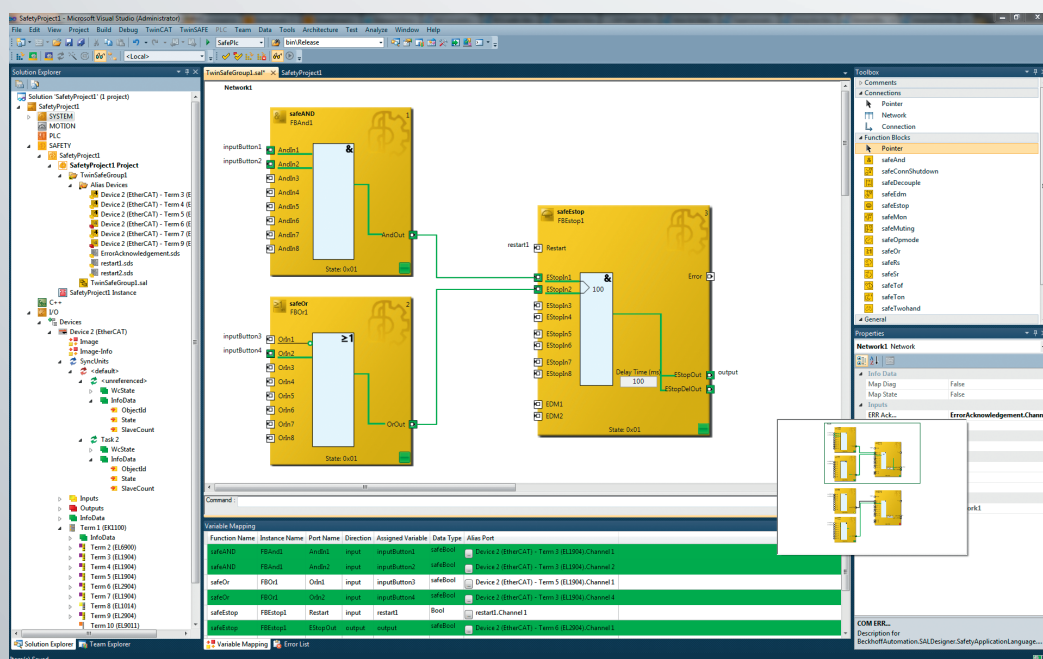 SafetyProject1 - Microsoft Visual Studio (Administrator)
File Edit View Project Build Debug TwinCAT TwinSAFE PLC Team Data Tools Architecture Test Analyze Window Help
SafePlc bin\Release
<Local>
Solution Explorer
Solution 'SafetyProject1' (1 project)
SafetyProject1
SYSTEM
MOTION
PLC
SAFETY
SafetyProject1
SafetyProject1 Project
TwinSafeGroup1
Alias Devices
Device 2 (EtherCAT) - Term 3 (E
Device 2 (EtherCAT) - Term 4 (E
Device 2 (EtherCAT) - Term 5 (E
Device 2 (EtherCAT) - Term 6 (E
Device 2 (EtherCAT) - Term 7 (E
Device 2 (EtherCAT) - Term 9 (E
ErrorAcknowledgement.sds
restart1.sds
restart2.sds
TwinSafeGroup1.sal
SafetyProject1 Instance
C++
I/O
Devices
Device 2 (EtherCAT)
Image
Image-Info
SyncUnits
<default>
<unreferenced>
WcState
InfoData
ObjectId
State
SlaveCount
Task 2
WcState
InfoData
ObjectId
State
SlaveCount
Inputs
Outputs
InfoData
Term 1 (EK1100)
InfoData
Term 2 (EL6900)
Term 3 (EL1904)
Term 4 (EL1904)
Term 5 (EL1904)
Term 6 (EL2904)
Term 7 (EL1904)
Term 8 (EL1014)
Term 9 (EL2904)
Term 10 (EL9011)
Solution Explorer Team Explorer
TwinSafeGroup1.sal* SafetyProject1
Network1
safeAND 1
FBAnd1
inputButton1 AndIn1 &
inputButton2 AndIn2
AndIn3
AndIn4
AndIn5
AndIn6
AndIn7 AndOut
AndIn8
State: 0x01
safeOr 2
FBOr1
inputButton3 OrIn1 ≥1
inputButton4 OrIn2
OrIn3
OrIn4
OrIn5
OrIn6
OrIn7 OrOut
OrIn8
State: 0x01
safeEstop 3
FBEstop1
restart1 Restart
EStopIn1 & Error
EStopIn2 100
EStopIn3
EStopIn4
EStopIn5
EStopIn6
EStopIn7
EStopIn8 Delay Time (ms) EStopOut output
100 EStopDelOut
EDM1
EDM2
State: 0x01
Command :
Variable Mapping
Function Name Instance Name Port Name Direction Assigned Variable Data Type Alias Port
safeAND FBAnd1 AndIn1 input inputButton1 safeBool Device 2 (EtherCAT) - Term 3 (EL1904).Channel 1
safeAND FBAnd1 AndIn2 input inputButton2 safeBool Device 2 (EtherCAT) - Term 3 (EL1904).Channel 2
safeOr FBOr1 OrIn1 input inputButton3 safeBool Device 2 (EtherCAT) - Term 5 (EL1904).Channel 1
safeOr FBOr1 OrIn2 input inputButton4 safeBool Device 2 (EtherCAT) - Term 3 (EL1904).Channel 4
safeEstop FBEstop1 Restart input restart1 Bool restart1.Channel 1
safeEstop FBEstop1 EStopOut output output safeBool Device 2 (EtherCAT) - Term 6 (EL2904).Channel 1
Variable Mapping Error List
Toolbox
Comments
Connections
Pointer
Network
Connection
Function Blocks
Pointer
safeAnd
safeConnShutdown
safeDecouple
safeEdm
safeEstop
safeMon
safeMuting
safeOpmode
safeOr
safeRs
safeSr
safeTof
safeTon
safeTwohand
General
Properties
Network1 Network
Info Data
Map Diag False
Map State False
Inputs
ERR Ack... ErrorAcknowledgement.Chann
ork1
COM ERR...
Description for
BeckhoffAutomation.SALDesigner.SafetyApplicationLanguage....
Item(s) Saved